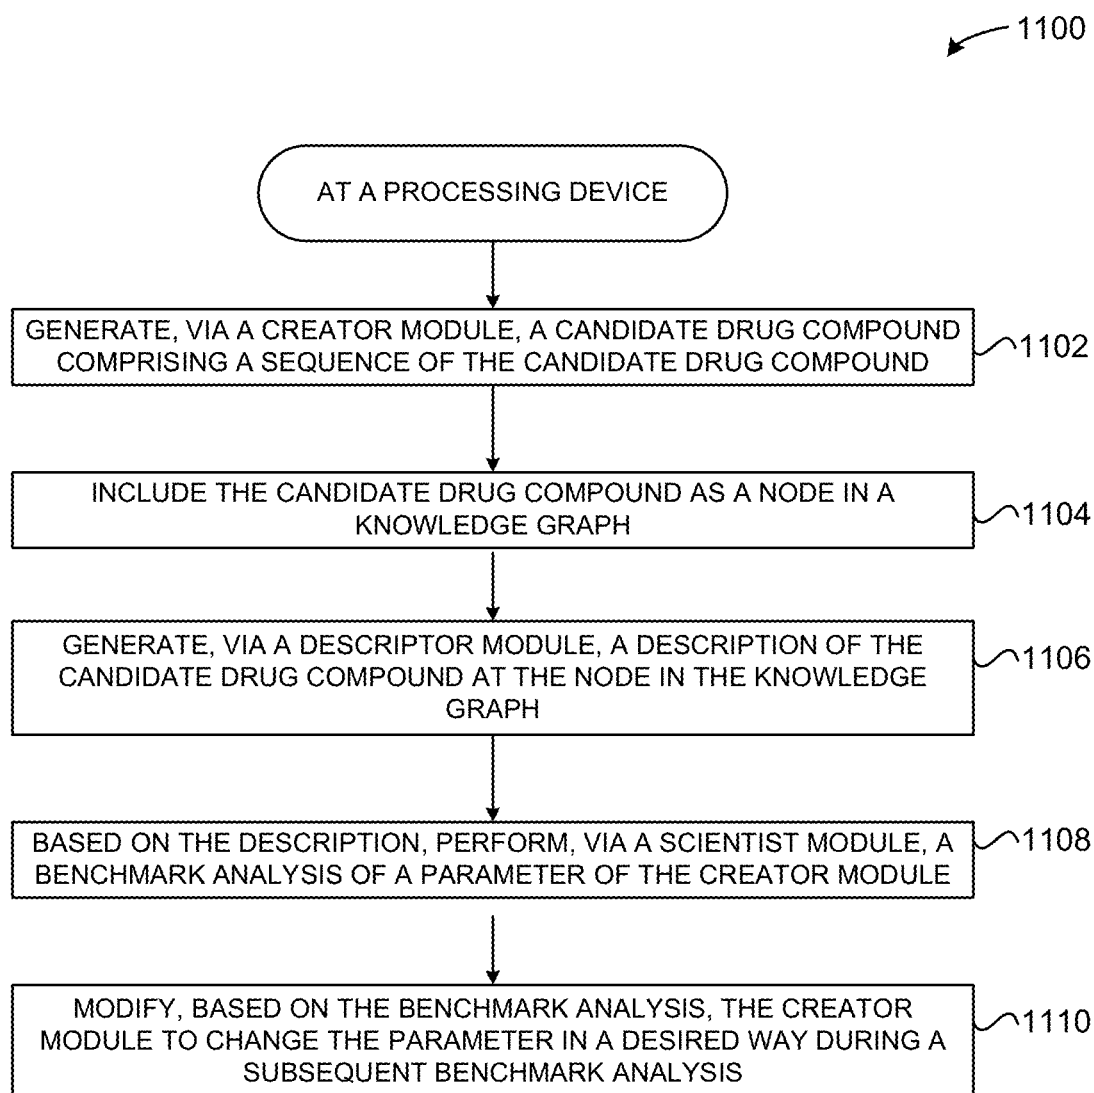 1100
AT A PROCESSING DEVICE
GENERATE, VIA A CREATOR MODULE, A CANDIDATE DRUG COMPOUND
COMPRISING A SEQUENCE OF THE CANDIDATE DRUG COMPOUND
1102
INCLUDE THE CANDIDATE DRUG COMPOUND AS A NODE IN A
KNOWLEDGE GRAPH
1104
GENERATE, VIA A DESCRIPTOR MODULE, A DESCRIPTION OF THE
CANDIDATE DRUG COMPOUND AT THE NODE IN THE KNOWLEDGE
GRAPH
1106
BASED ON THE DESCRIPTION, PERFORM, VIA A SCIENTIST MODULE, A
BENCHMARK ANALYSIS OF A PARAMETER OF THE CREATOR MODULE
1108
MODIFY, BASED ON THE BENCHMARK ANALYSIS, THE CREATOR
MODULE TO CHANGE THE PARAMETER IN A DESIRED WAY DURING A
SUBSEQUENT BENCHMARK ANALYSIS
1110